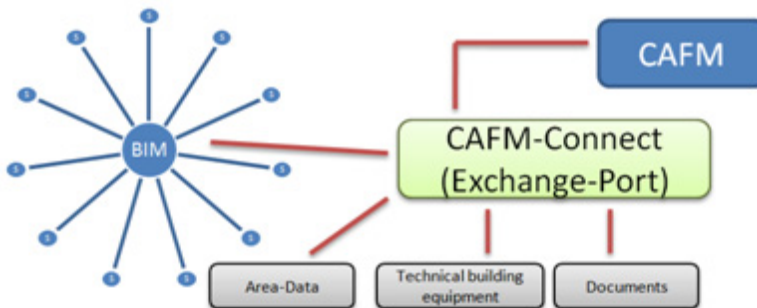 S
S
S
CAFM
S
S
BIM
CAFM-Connect
(Exchange-Port)
S
S
S
S
S
S
Area-Data
Technical building
equipment
Documents